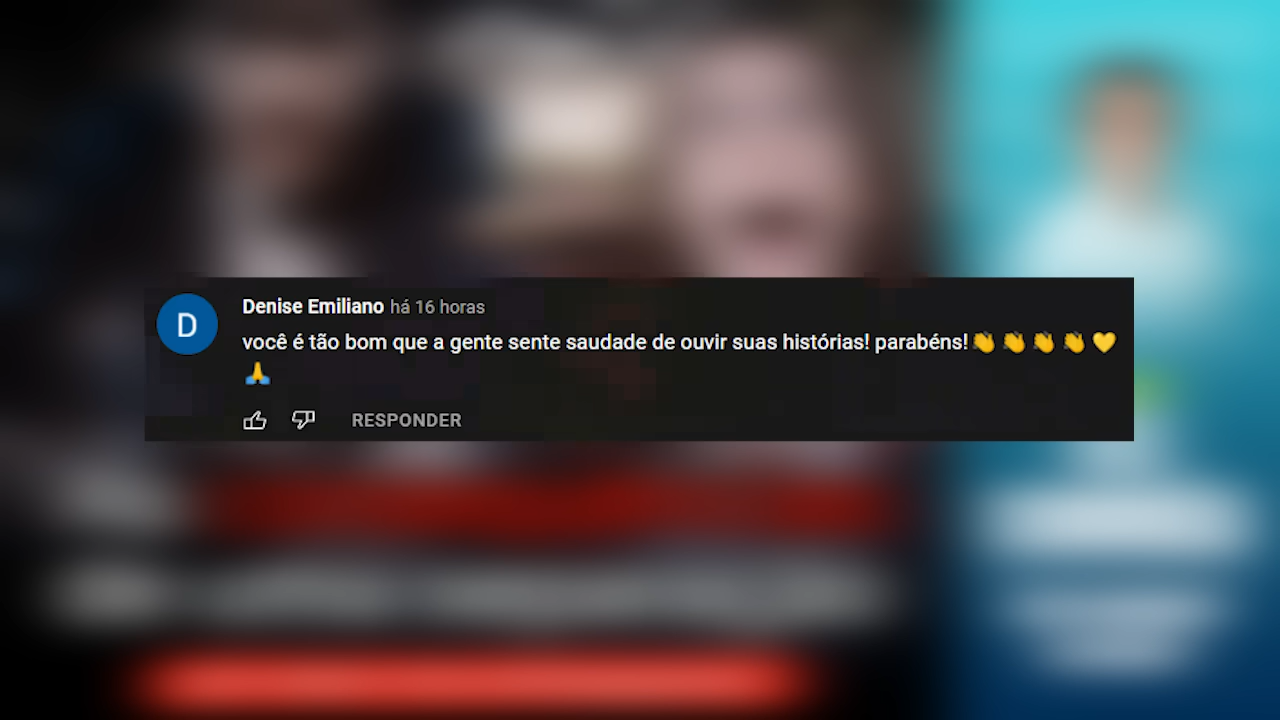 D
Denise Emiliano há 16 horas
você é tão bom que a gente sente saudade de ouvir suas histórias! parabéns!👏👏👏👏💛
🙏
RESPONDER